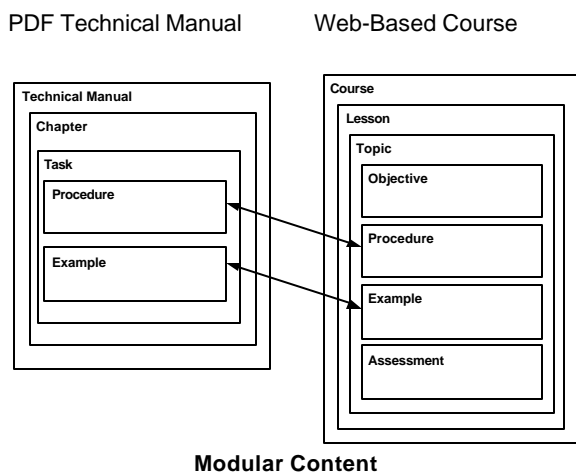 PDF Technical Manual
Web-Based Course
Technical Manual
Chapter
Task
Procedure
Example
Course
Lesson
Topic
Objective
Procedure
Example
Assessment
Modular Content